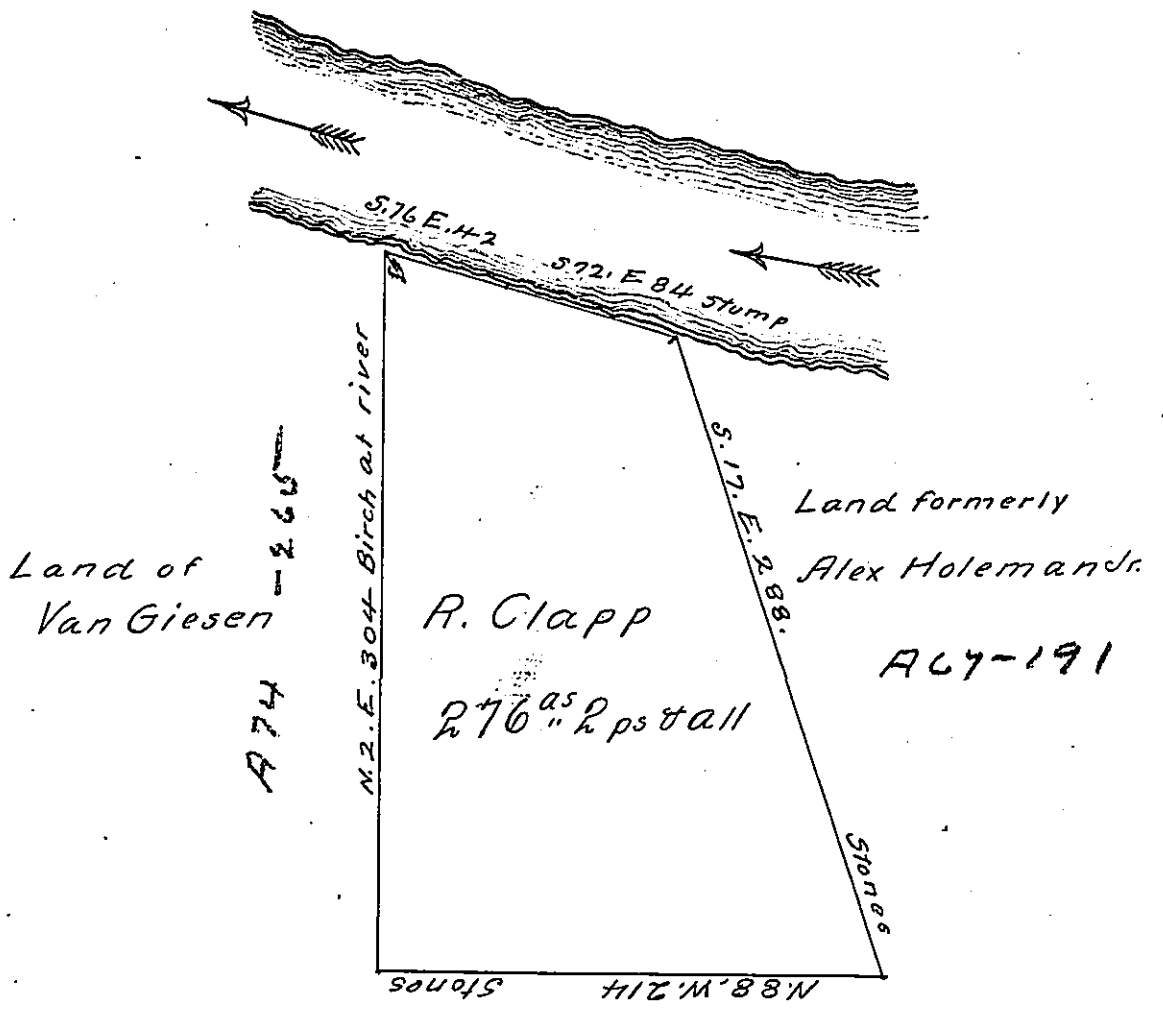 S.76 E.42
S.72. E 84 Stump
N.2.E.304 Birch at river
S.17.E.288.
Stones
Land formerly
Alex Holeman Jr.
A67-191
Land of
Van Giesen
A74 -265-
R. Clapp
276 as " 2 ps & all
N.88.W.214
Stones